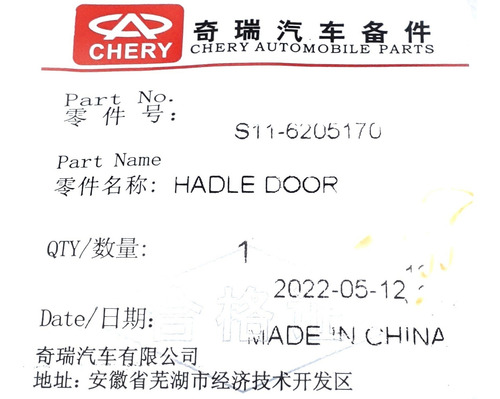 CHERY
奇瑞汽车备件
CHERY AUTOMOBILE PARTS
Part No.
零件号: S11-6205170
Part Name
零件名称: HADLE DOOR
QTY/数量: 1
2022-05-12
Date/日期:
MADE IN CHINA
奇瑞汽车有限公司
地址: 安徽省芜湖市经济技术开发区